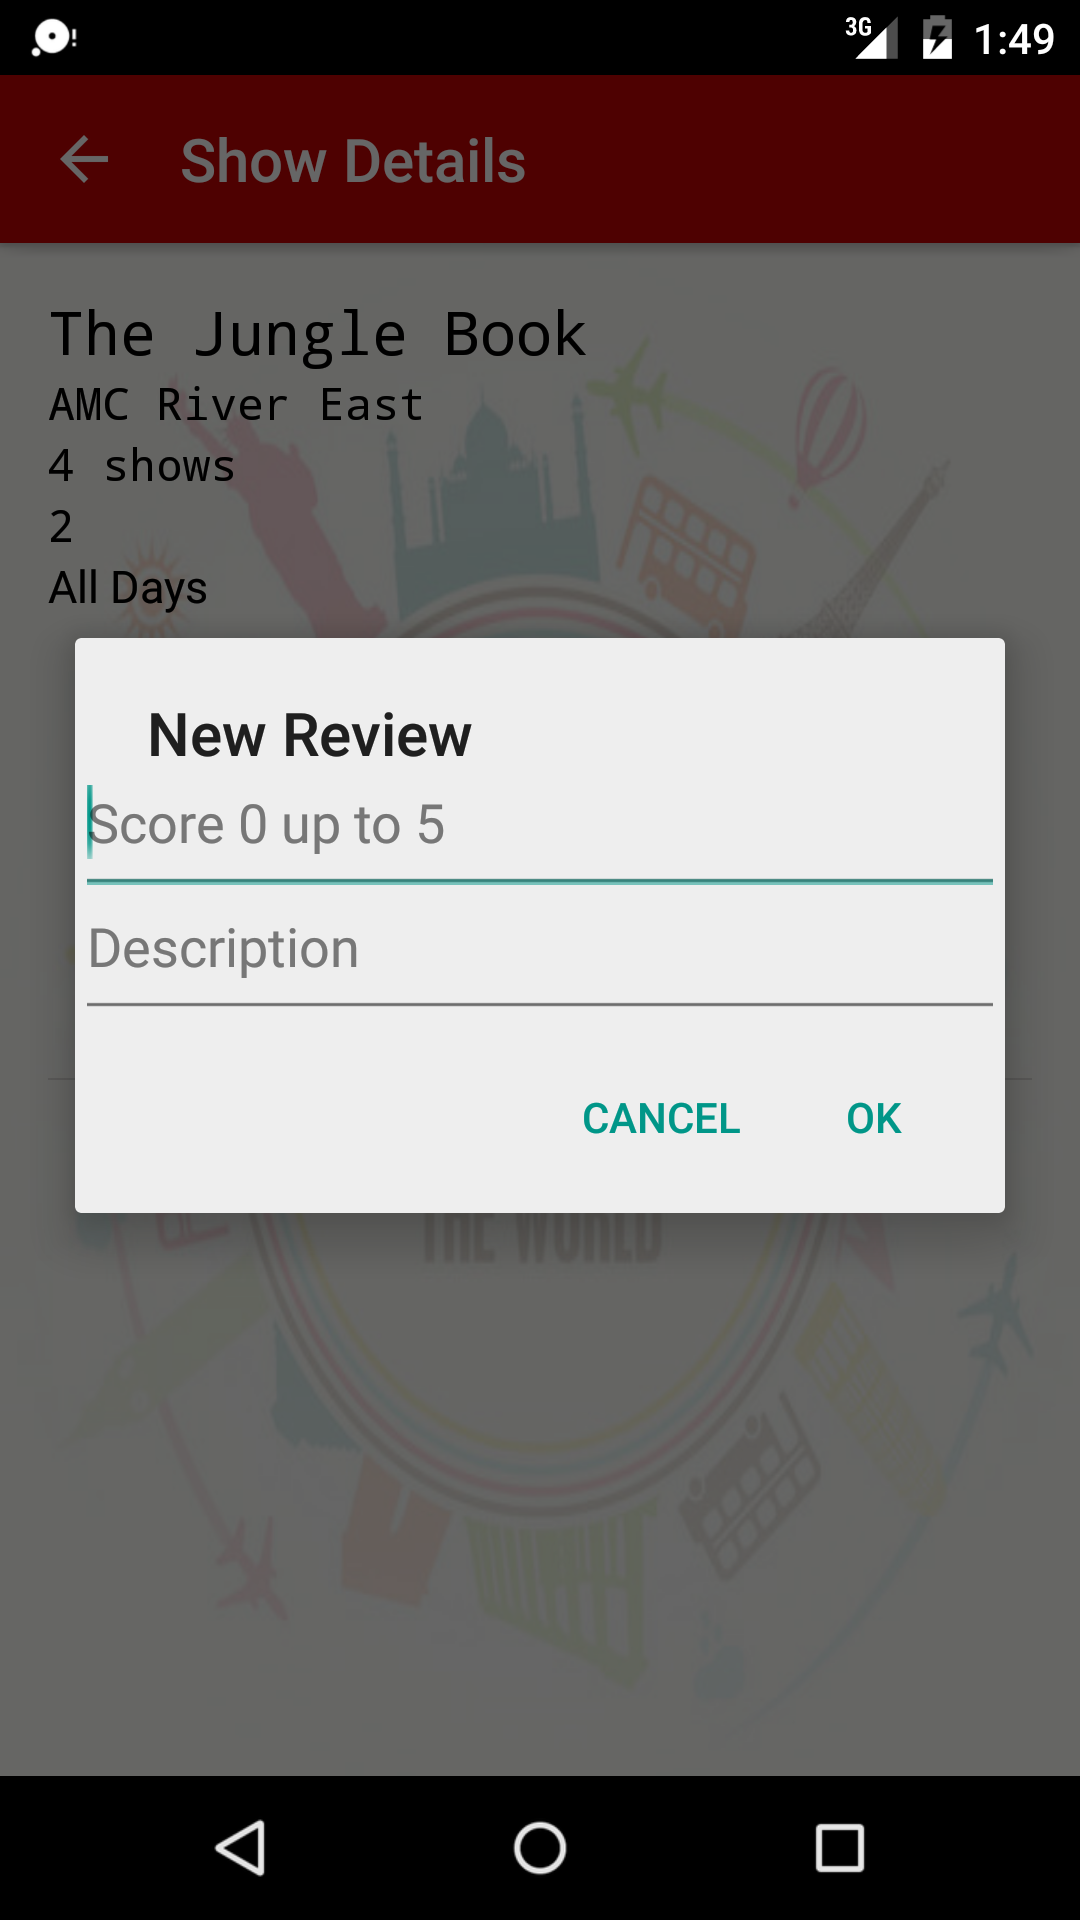 3G 1:49
Show Details
The Jungle Book
AMC River East
4 shows
2
All Days
New Review
Score 0 up to 5
Description
CANCEL OK
THE WORLD